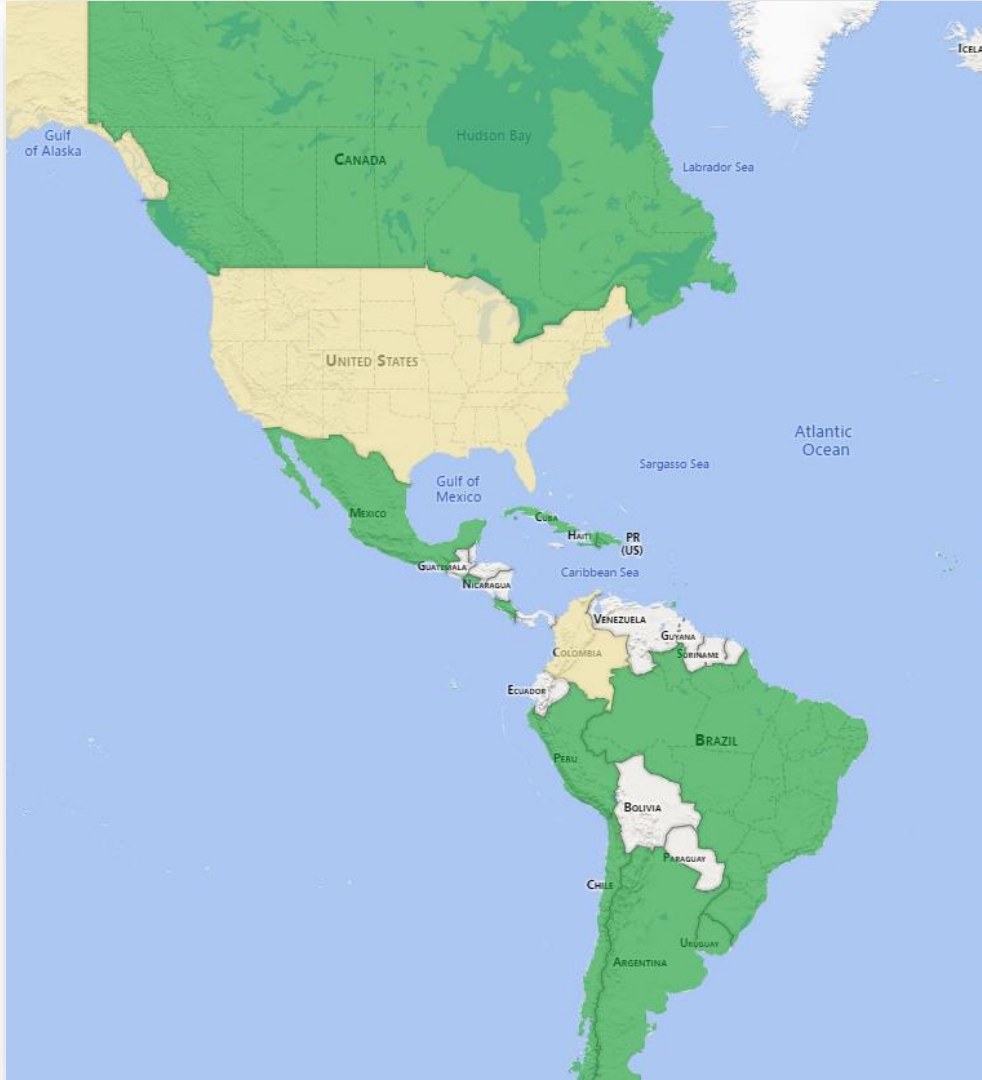 ICELA
Gulf
of Alaska
Hudson Bay
CANADA
Labrador Sea
UNITED STATES
Atlantic
Ocean
Sargasso Sea
Gulf of
Mexico
MEXICO
CUBA
HAITI
PR
(US)
GUATEMALA
Caribbean Sea
NICARAGUA
VENEZUELA
GUYANA
COLOMBIA
SURINAME
ECUADOR
BRAZIL
PERU
BOLIVIA
PARAGUAY
CHILE
URUGUAY
ARGENTINA